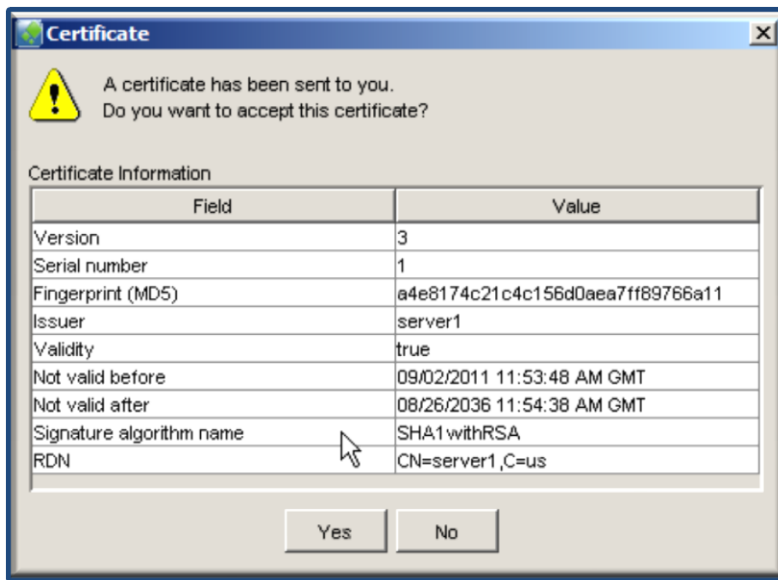 Certificate
A certificate has been sent to you.
Do you want to accept this certificate?
Certificate Information
Field Value
Version 3
Serial number 1
Fingerprint (MD5) a4e8174c21c4c156d0aea7ff89766a11
Issuer server1
Validity true
Not valid before 09/02/2011 11:53:48 AM GMT
Not valid after 08/26/2036 11:54:38 AM GMT
Signature algorithm name SHA1withRSA
RDN CN=server1,C=us
Yes No